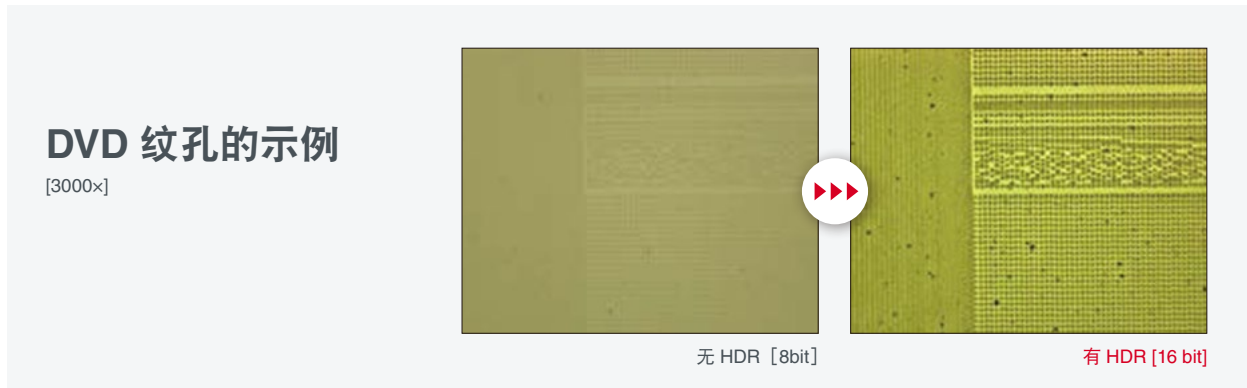 DVD 纹孔的示例
[3000×]
无 HDR［8bit］
有 HDR [16 bit]